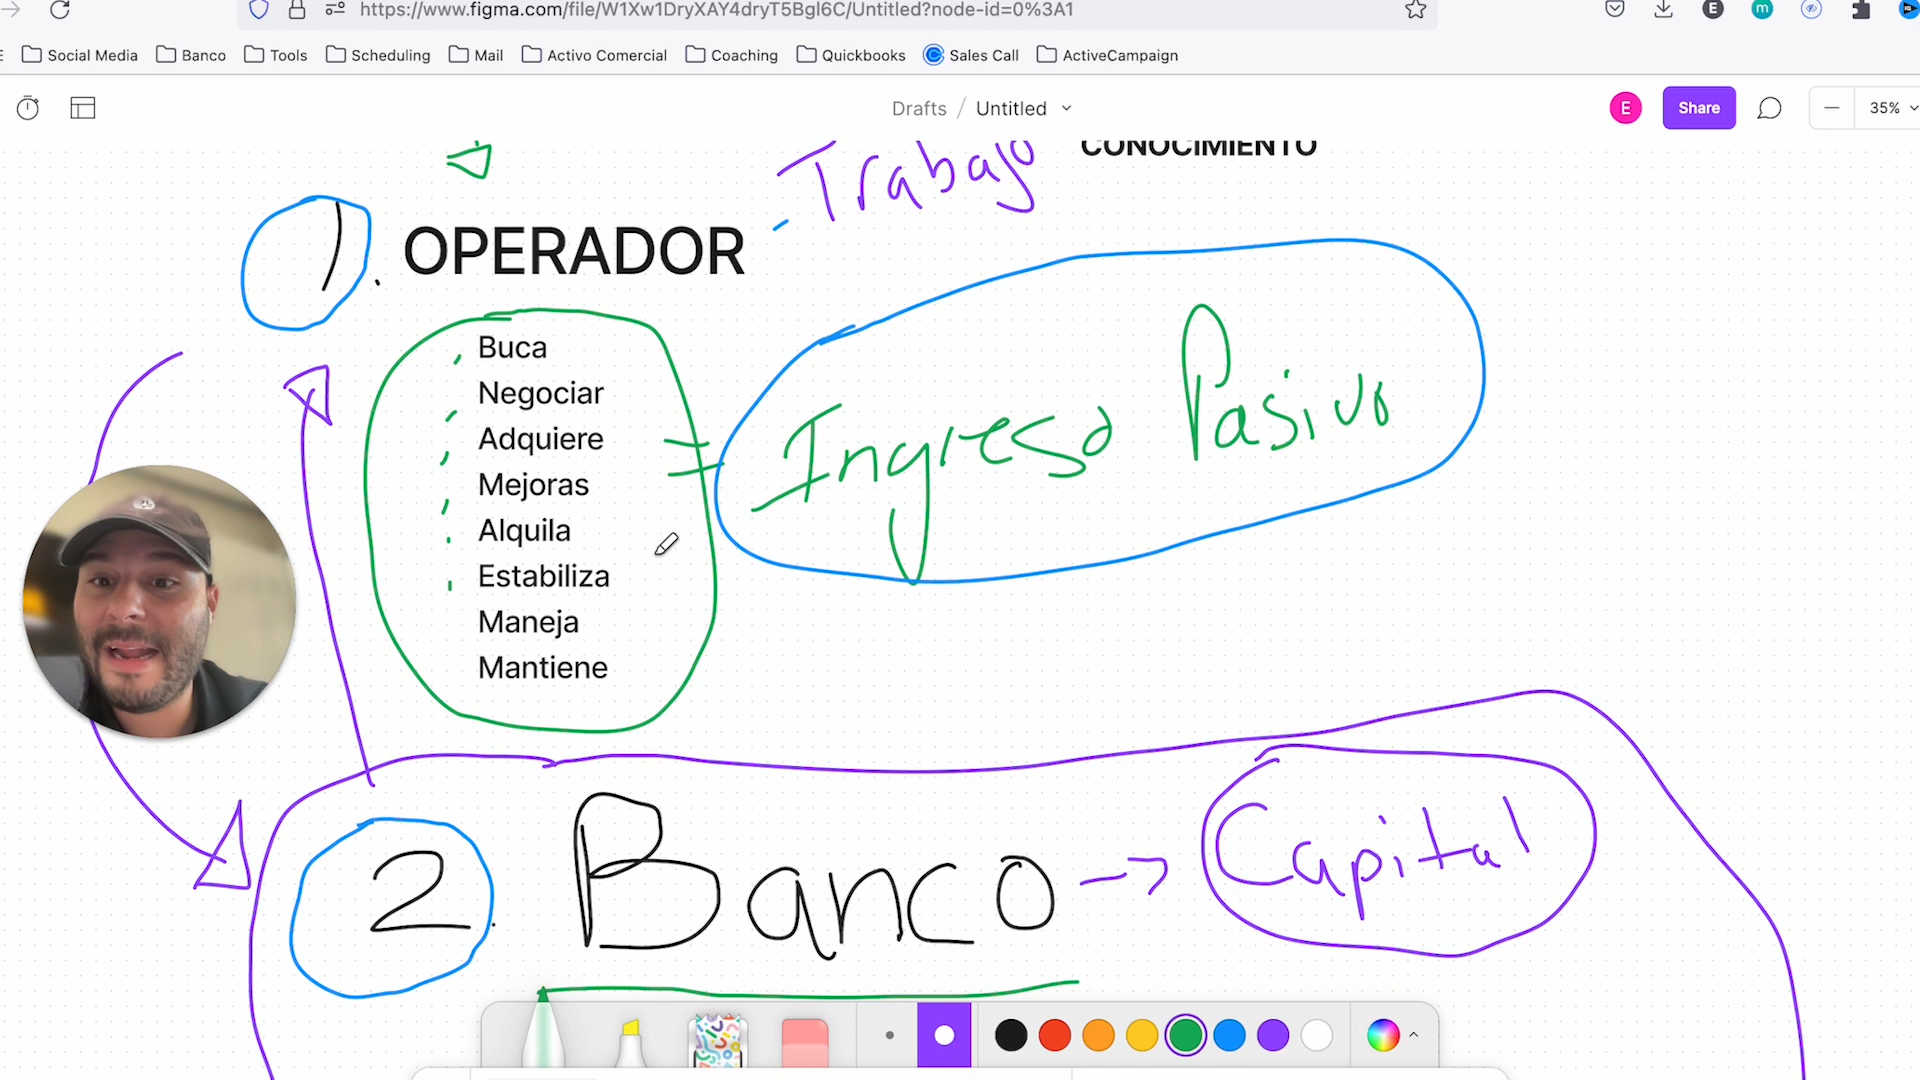 https://www.figma.com/file/W1Xw1DryXAY4dryT5Bgl6C/Untitled?node-id=0%3A1
E
m
Social Media
Banco
Tools
Scheduling
Mail
Activo Comercial
Coaching
Quickbooks
Sales Call
ActiveCampaign
Drafts / Untitled
E
Share
35%
Trabajo
CONOCIMIENTO
1. OPERADOR
Buca
Negociar
Adquiere
Mejoras
Alquila
Estabiliza
Maneja
Mantiene
= Ingreso Pasivo
2. Banco → Capital